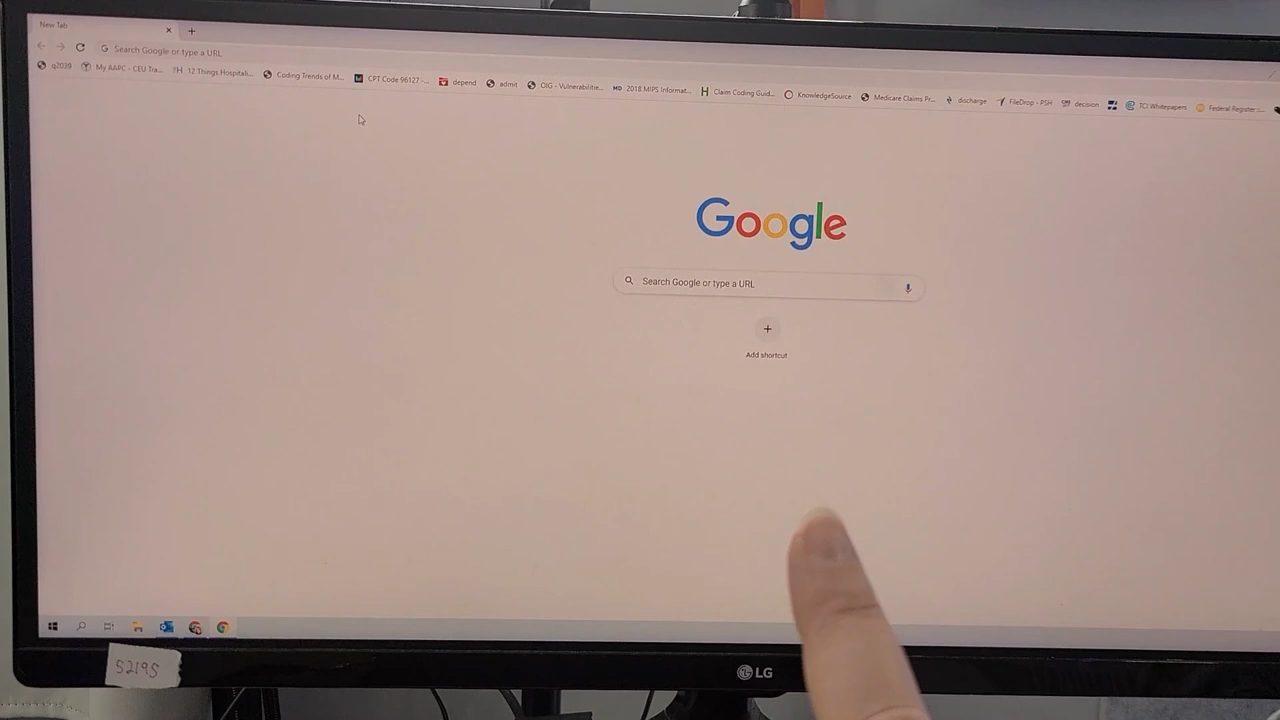 New Tab
Search Google or type a URL
q2039 My AAPC - CEU Tra... 12 Things Hospitali... Coding Trends of M... CPT Code 96127 -... depend admit OIG - Vulnerabilitie... MD 2018 MIPS Informat... H Claim Coding Guid... KnowledgeSource Medicare Claims Pr... discharge FileDrop - PSH decision TCI Whitepapers Federal Register ::...
Google
Search Google or type a URL
Add shortcut
52195
LG